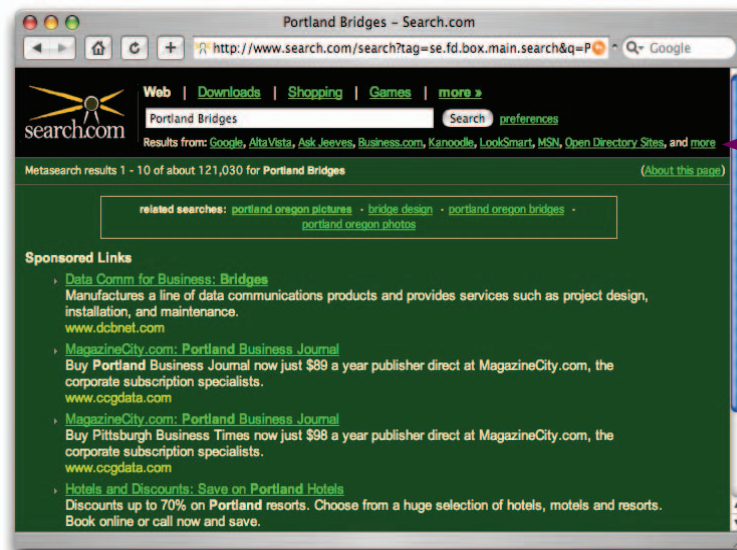 Portland Bridges – Search.com
http://www.search.com/search?tag=se.fd.box.main.search&q=P
Google
search.com
Web | Downloads | Shopping | Games | more »
Portland Bridges Search preferences
Results from: Google, AltaVista, Ask Jeeves, Business.com, Kanoodle, LookSmart, MSN, Open Directory Sites, and more
Metasearch results 1 - 10 of about 121,030 for Portland Bridges (About this page)
related searches: portland oregon pictures - bridge design - portland oregon bridges -
portland oregon photos
Sponsored Links
Data Comm for Business: Bridges
Manufactures a line of data communications products and provides services such as project design,
installation, and maintenance.
www.dcbnet.com
MagazineCity.com: Portland Business Journal
Buy Portland Business Journal now just $89 a year publisher direct at MagazineCity.com, the
corporate subscription specialists.
www.ccgdata.com
MagazineCity.com: Portland Business Journal
Buy Pittsburgh Business Times now just $98 a year publisher direct at MagazineCity.com, the
corporate subscription specialists.
www.ccgdata.com
Hotels and Discounts: Save on Portland Hotels
Discounts up to 70% on Portland resorts. Choose from a huge selection of hotels, motels and resorts.
Book online or call now and save.